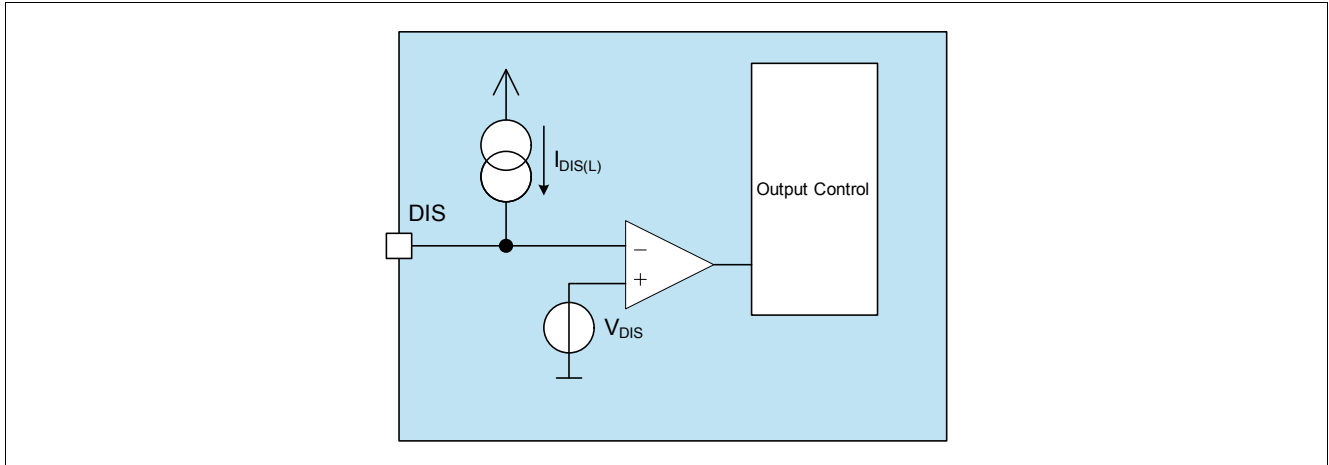 I_DIS(L)
Output Control
DIS
−
+
V_DIS